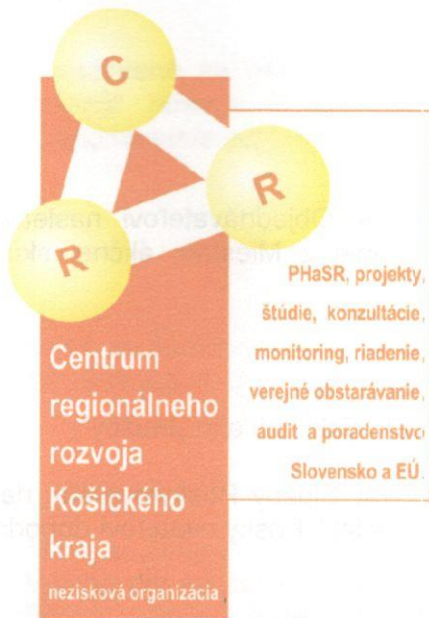 C
R
R
PHaSR, projekty,
štúdie, konzultácie,
monitoring, riadenie,
verejné obstarávanie,
audit a poradenstvo
Slovensko a EÚ.
Centrum
regionálneho
rozvoja
Košického
kraja
nezisková organizácia